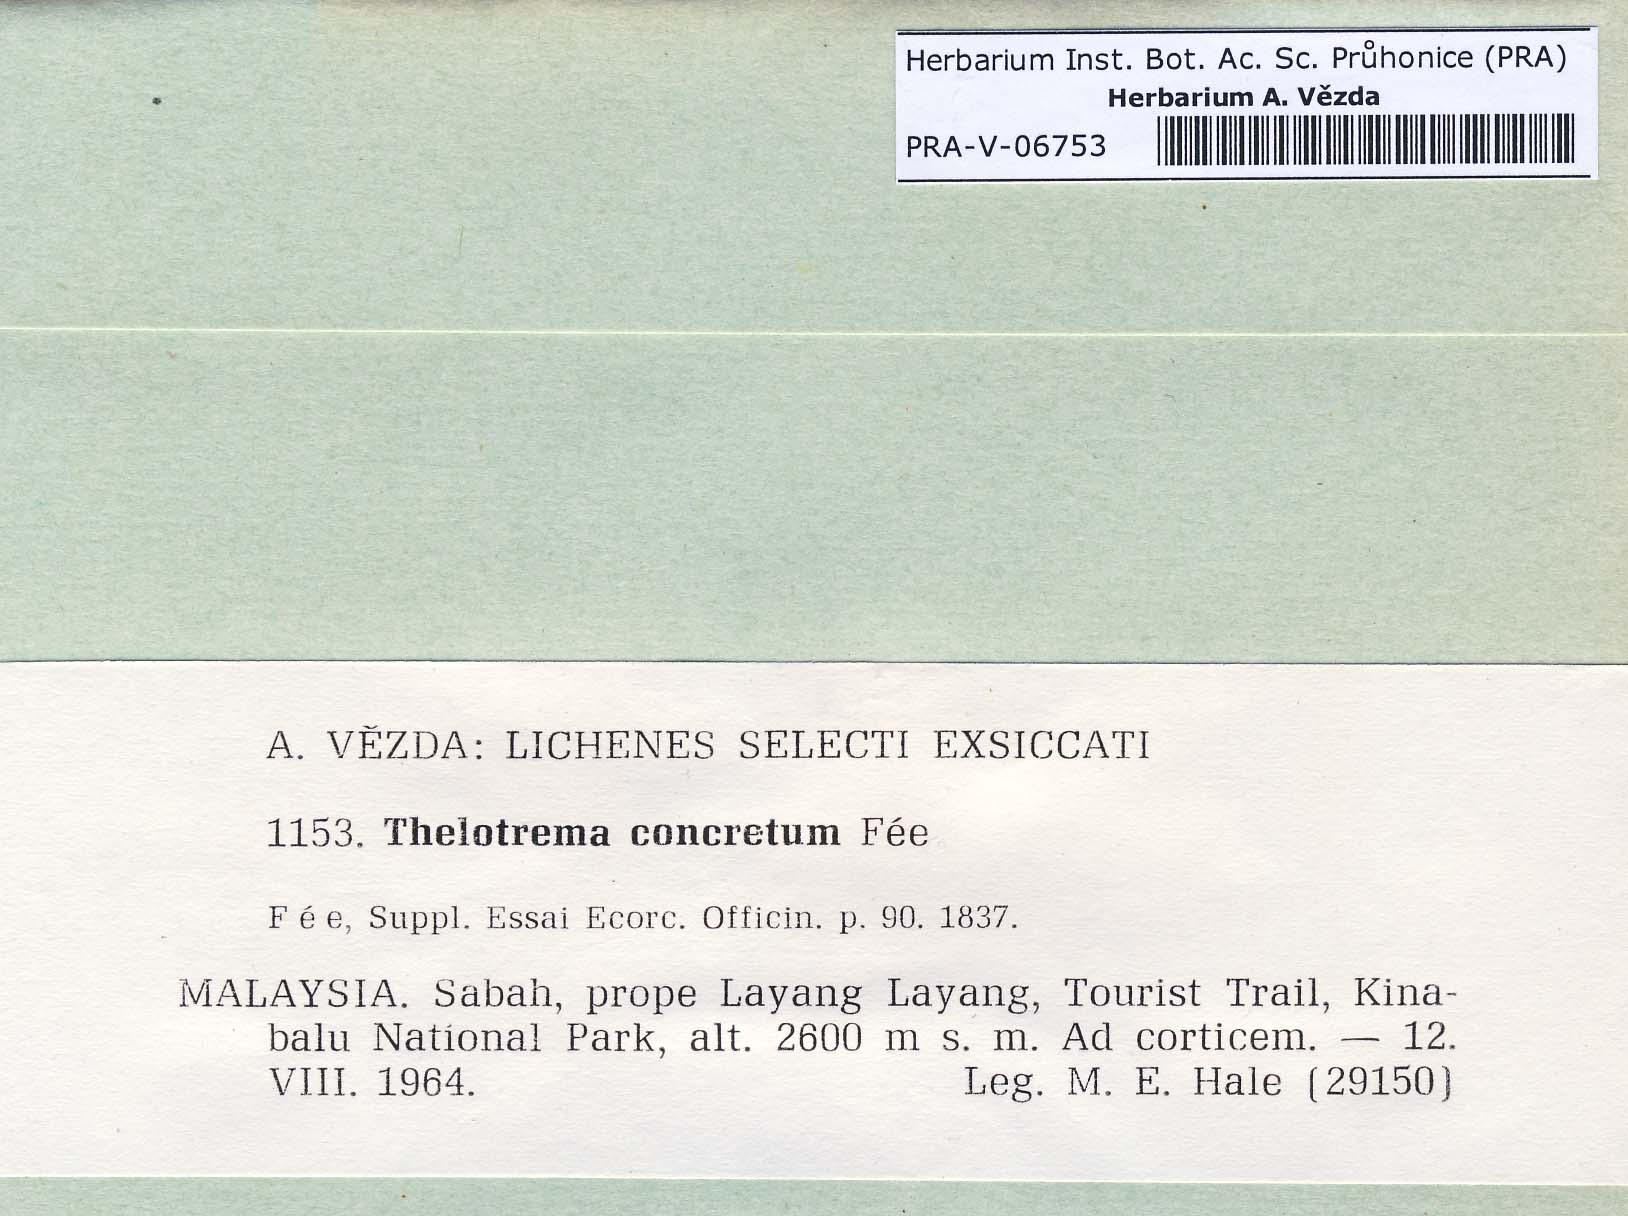 Herbarium Inst. Bot. Ac. Sc. Průhonice (PRA)
Herbarium A. Vězda
PRA-V-06753
A. VĚZDA: LICHENES SELECTI EXSICCATI
1153. Thelotrema concretum Fée
Fée, Suppl. Essai Ecorc. Officin. p. 90. 1837.
MALAYSIA. Sabah, prope Layang Layang, Tourist Trail, Kina-
balu National Park, alt. 2600 m s. m. Ad corticem. — 12.
VIII. 1964. Leg. M. E. Hale (29150)